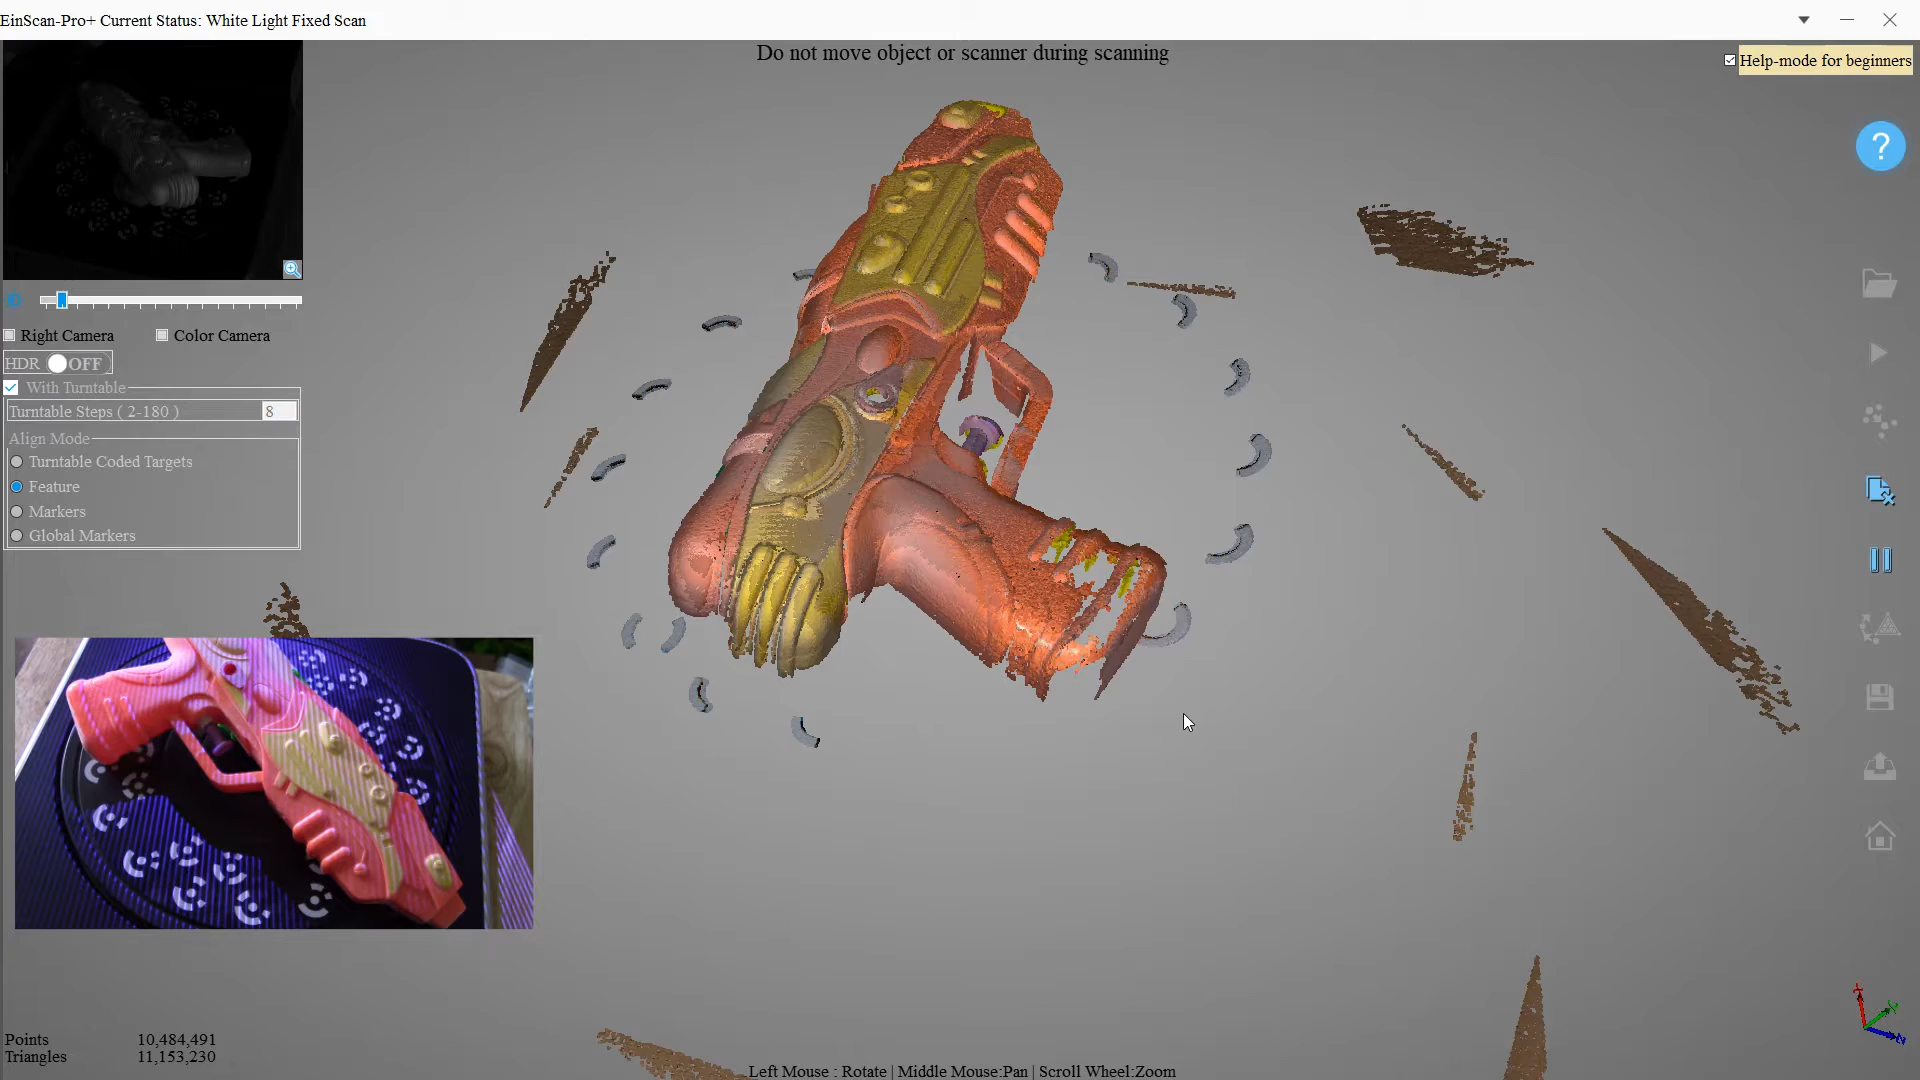 EinScan-Pro+ Current Status: White Light Fixed Scan
Do not move object or scanner during scanning
Help-mode for beginners
?
Right Camera
Color Camera
HDR OFF
With Turntable
Turntable Steps ( 2-180 ) 8
Align Mode
Turntable Coded Targets
Feature
Markers
Global Markers
Points 10,484,491
Triangles 11,153,230
Left Mouse : Rotate | Middle Mouse:Pan | Scroll Wheel:Zoom